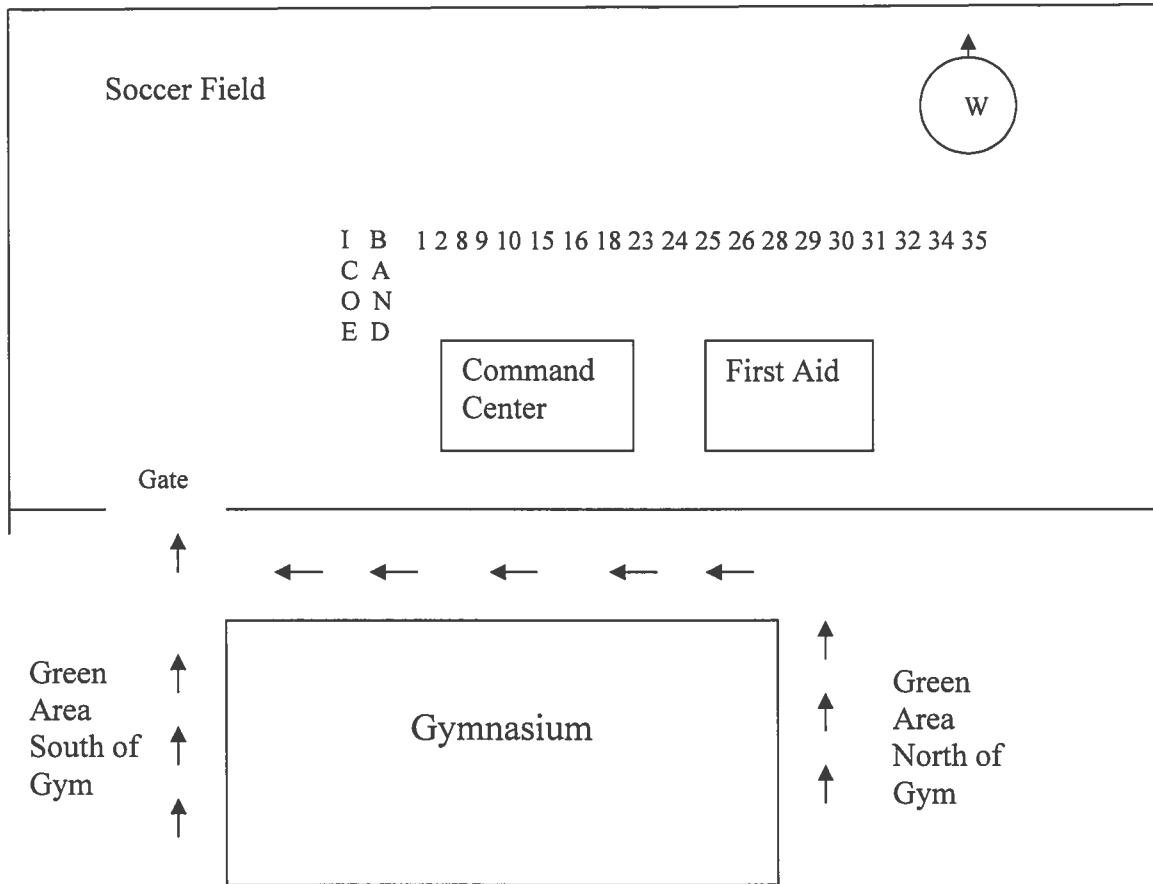 Soccer Field
W
I B 1 2 8 9 10 15 16 18 23 24 25 26 28 29 30 31 32 34 35
C A
O N
E D
Command
Center
First Aid
Gate
Green
Area
South of
Gym
Gymnasium
Green
Area
North of
Gym